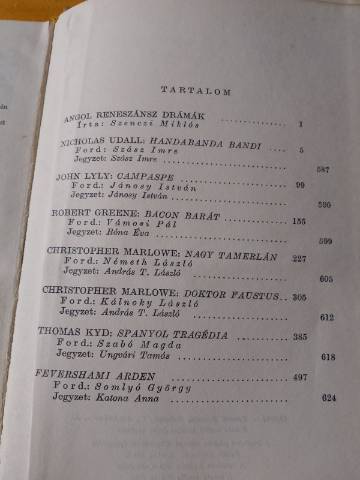 TARTALOM
ANGOL RENESZÁNSZ DRÁMÁK
Írta: Szenczi Miklós ........ 1
NICHOLAS UDALL: HANDABANDA BANDI
Ford: Szász Imre ........ 5
Jegyzet: Szász Imre ........ 587
JOHN LYLY: CAMPASPE ........ 99
Ford.: Jánosy István
Jegyzet: Jánosy István ........ 590
ROBERT GREENE: BACON BARÁT ........ 155
Ford.: Vámosi Pál
Jegyzet: Róna Éva ........ 599
CHRISTOPHER MARLOWE: NAGY TAMERLÁN 227
Ford.: Németh László
Jegyzet: András T. László ........ 605
CHRISTOPHER MARLOWE: DOKTOR FAUSTUS... 305
Ford.: Kálnoky László
Jegyzet: András T. László ........ 612
THOMAS KYD: SPANYOL TRAGÉDIA ........ 385
Ford.: Szabó Magda
Jegyzet: Ungvári Tamás ........ 618
FEVERSHAMI ARDEN ........ 497
Ford.: Somlyó György
Jegyzet: Katona Anna ........ 624